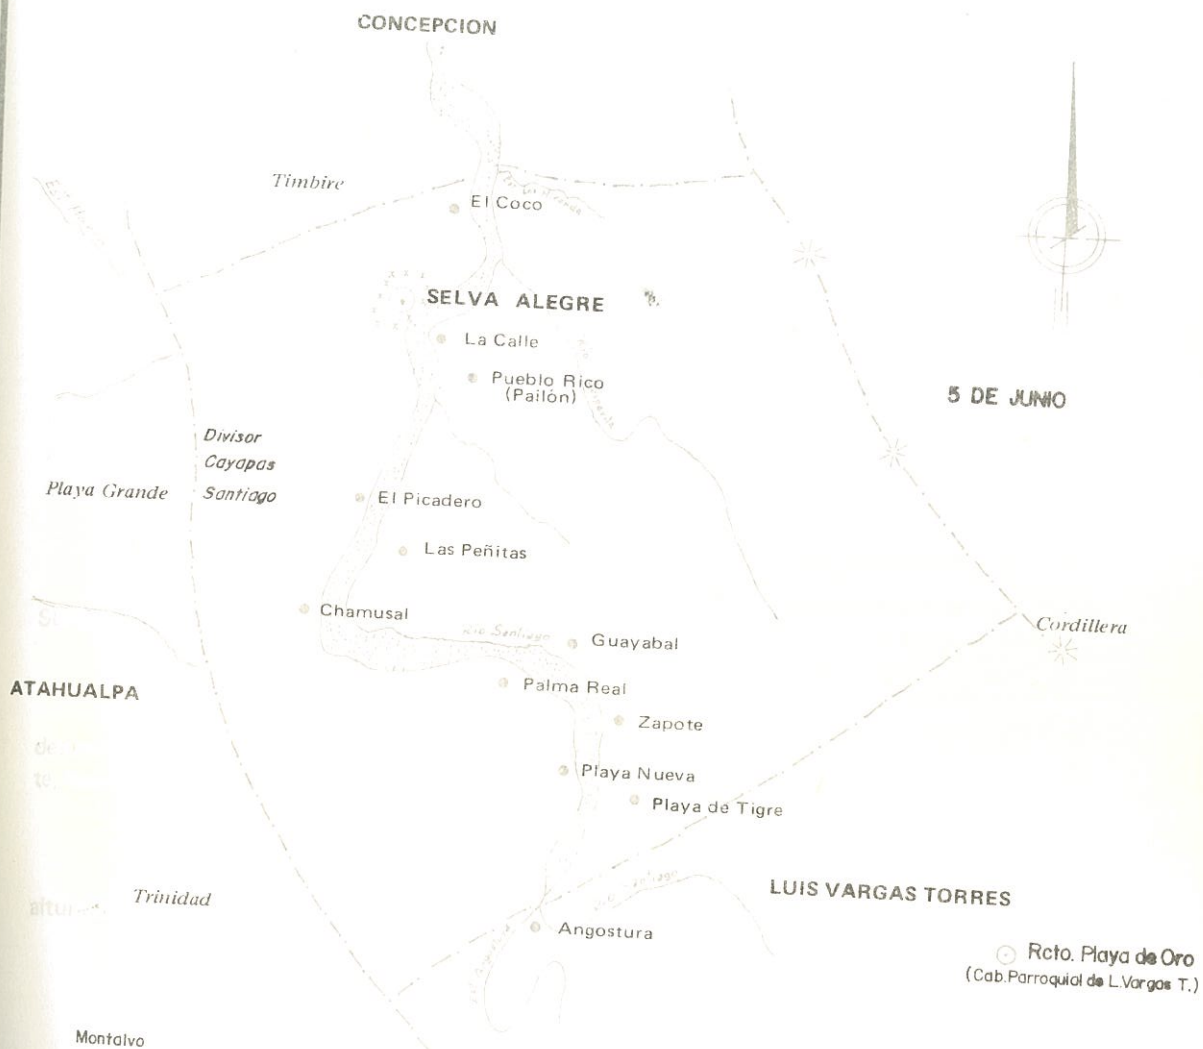 CONCEPCION
Timbire
El Coco
SELVA ALEGRE
La Calle
Pueblo Rico
(Pailón)
5 DE JUNIO
Divisor
Cayapas
Santiago
Playa Grande
El Picadero
Las Peñitas
Chamusal
Río Santiago
Guayabal
Cordillera
Palma Real
ATAHUALPA
Zapote
Playa Nueva
Playa de Tigre
Trinidad
LUIS VARGAS TORRES
Angostura
Rcto. Playa de Oro
(Cab.Parroquial de L.Vargas T.)
Montalvo